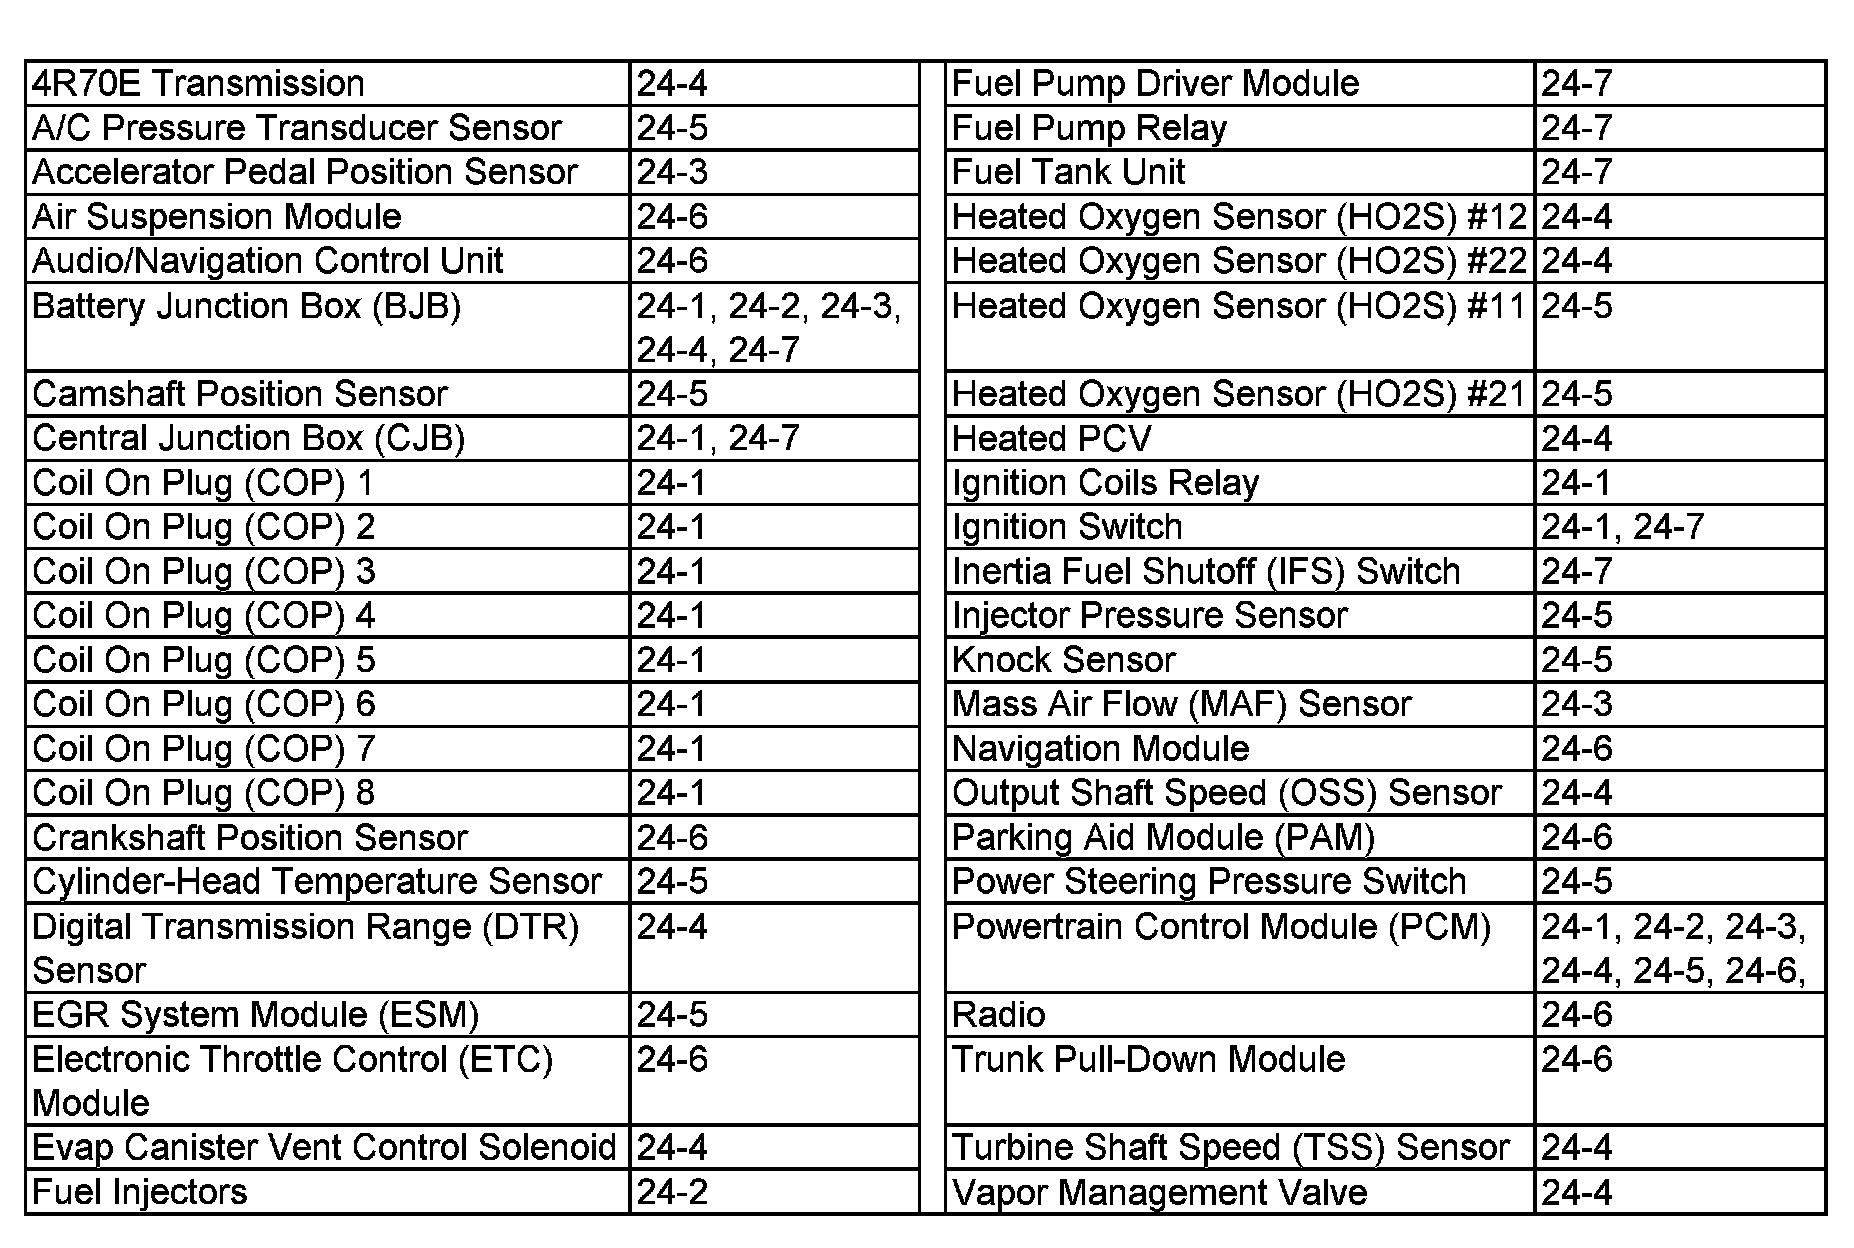 4R70E Transmission 24-4 Fuel Pump Driver Module 24-7
A/C Pressure Transducer Sensor 24-5 Fuel Pump Relay 24-7
Accelerator Pedal Position Sensor 24-3 Fuel Tank Unit 24-7
Air Suspension Module 24-6 Heated Oxygen Sensor (HO2S) #12 24-4
Audio/Navigation Control Unit 24-6 Heated Oxygen Sensor (HO2S) #22 24-4
Battery Junction Box (BJB) 24-1, 24-2, 24-3, Heated Oxygen Sensor (HO2S) #11 24-5
24-4, 24-7
Camshaft Position Sensor 24-5 Heated Oxygen Sensor (HO2S) #21 24-5
Central Junction Box (CJB) 24-1, 24-7 Heated PCV 24-4
Coil On Plug (COP) 1 24-1 Ignition Coils Relay 24-1
Coil On Plug (COP) 2 24-1 Ignition Switch 24-1, 24-7
Coil On Plug (COP) 3 24-1 Inertia Fuel Shutoff (IFS) Switch 24-7
Coil On Plug (COP) 4 24-1 Injector Pressure Sensor 24-5
Coil On Plug (COP) 5 24-1 Knock Sensor 24-5
Coil On Plug (COP) 6 24-1 Mass Air Flow (MAF) Sensor 24-3
Coil On Plug (COP) 7 24-1 Navigation Module 24-6
Coil On Plug (COP) 8 24-1 Output Shaft Speed (OSS) Sensor 24-4
Crankshaft Position Sensor 24-6 Parking Aid Module (PAM) 24-6
Cylinder-Head Temperature Sensor 24-5 Power Steering Pressure Switch 24-5
Digital Transmission Range (DTR) 24-4 Powertrain Control Module (PCM) 24-1, 24-2, 24-3,
Sensor 24-4, 24-5, 24-6,
EGR System Module (ESM) 24-5 Radio 24-6
Electronic Throttle Control (ETC) 24-6 Trunk Pull-Down Module 24-6
Module
Evap Canister Vent Control Solenoid 24-4 Turbine Shaft Speed (TSS) Sensor 24-4
Fuel Injectors 24-2 Vapor Management Valve 24-4